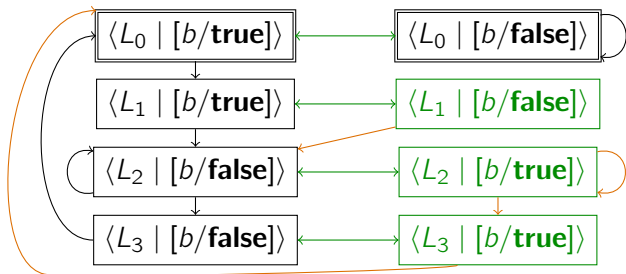 ⟨L₀ | [b/true]⟩ ⟨L₀ | [b/false]⟩
⟨L₁ | [b/true]⟩ ⟨L₁ | [b/false]⟩
⟨L₂ | [b/false]⟩ ⟨L₂ | [b/true]⟩
⟨L₃ | [b/false]⟩ ⟨L₃ | [b/true]⟩